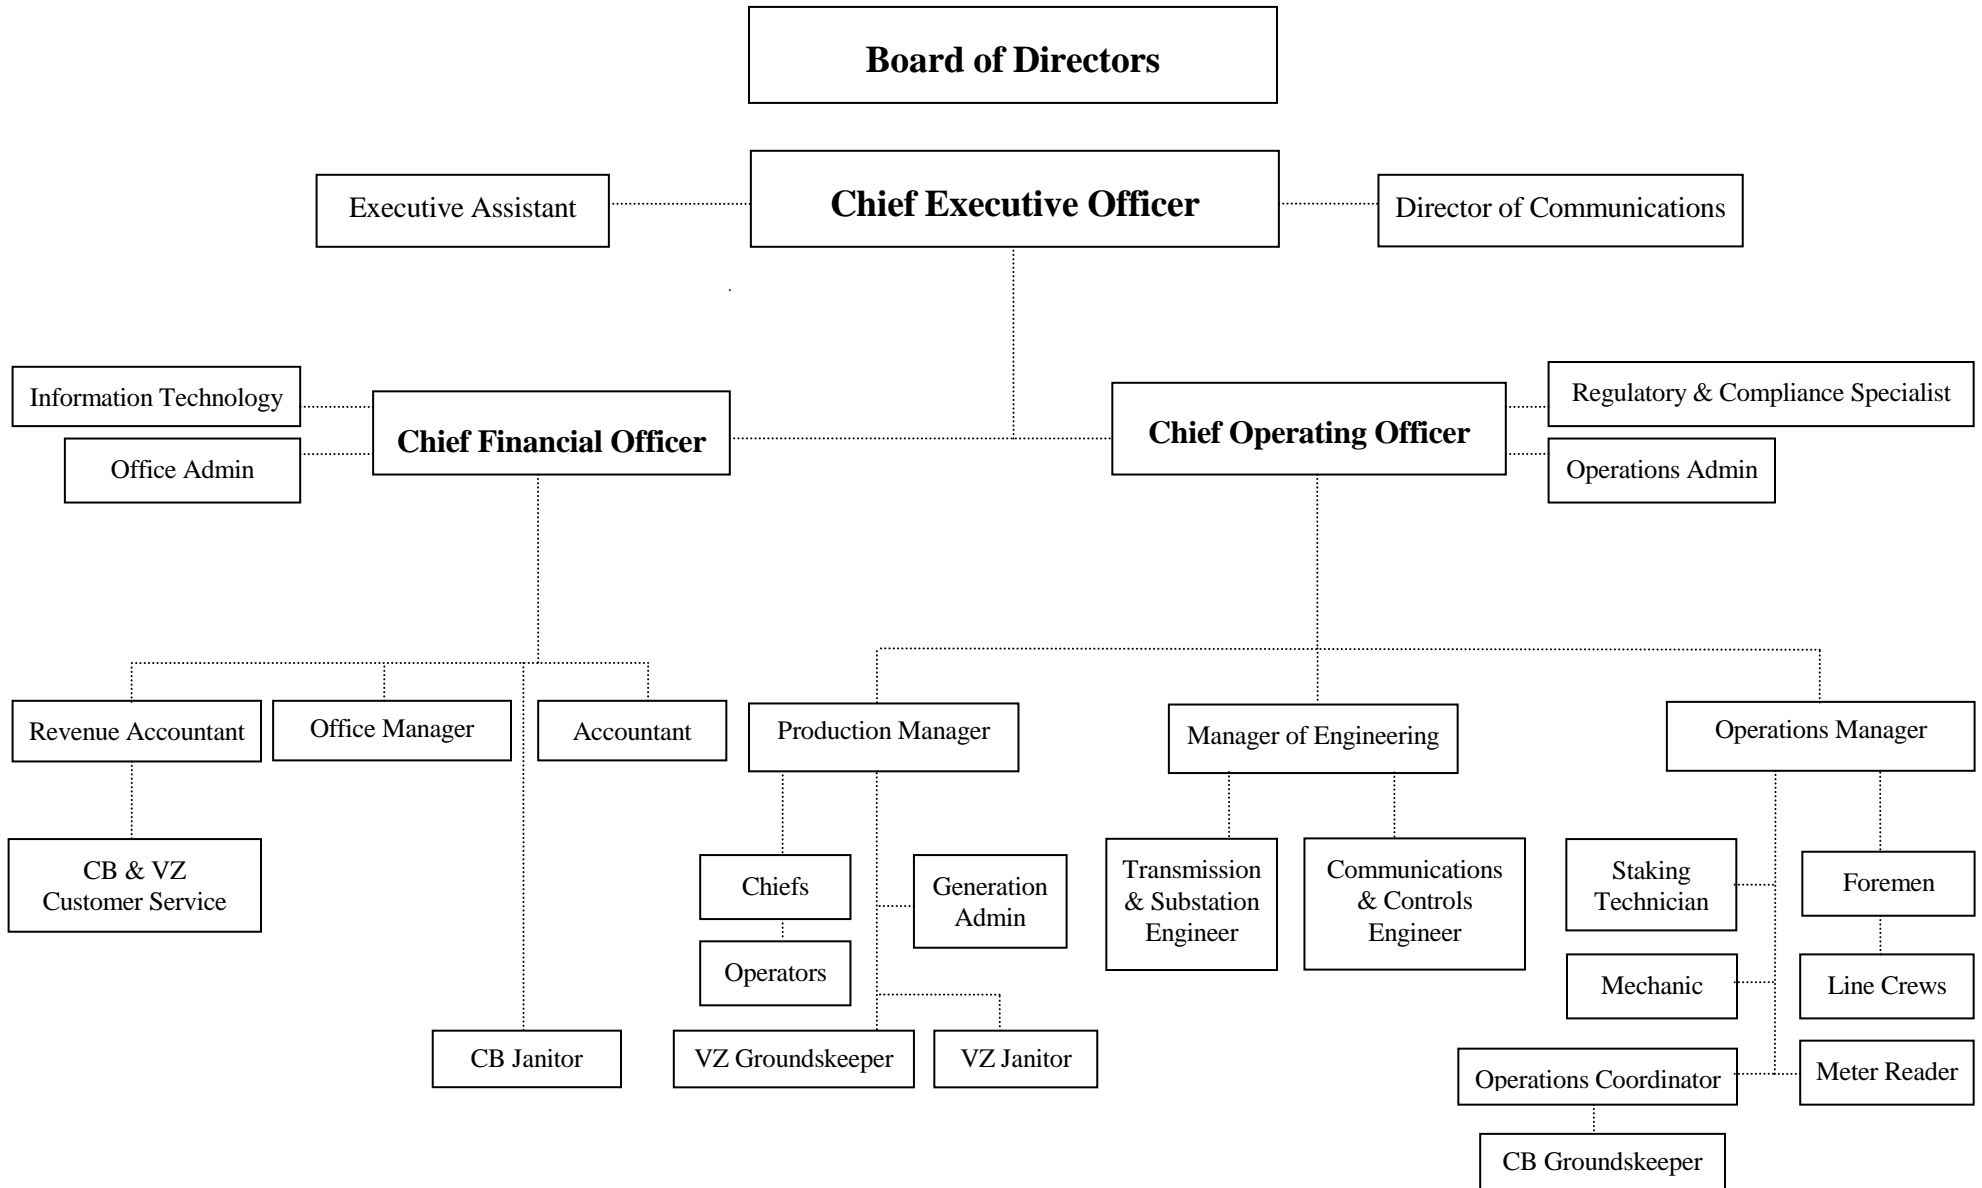 Board of Directors
Executive Assistant
Chief Executive Officer
Director of Communications
Information Technology
Office Admin
Chief Financial Officer
Chief Operating Officer
Regulatory & Compliance Specialist
Operations Admin
Revenue Accountant
Office Manager
Accountant
Production Manager
Manager of Engineering
Operations Manager
CB & VZ
Customer Service
Chiefs
Generation
Admin
Operators
Transmission
& Substation
Engineer
Communications
& Controls
Engineer
Staking
Technician
Foremen
Mechanic
Line Crews
CB Janitor
VZ Groundskeeper
VZ Janitor
Operations Coordinator
Meter Reader
CB Groundskeeper